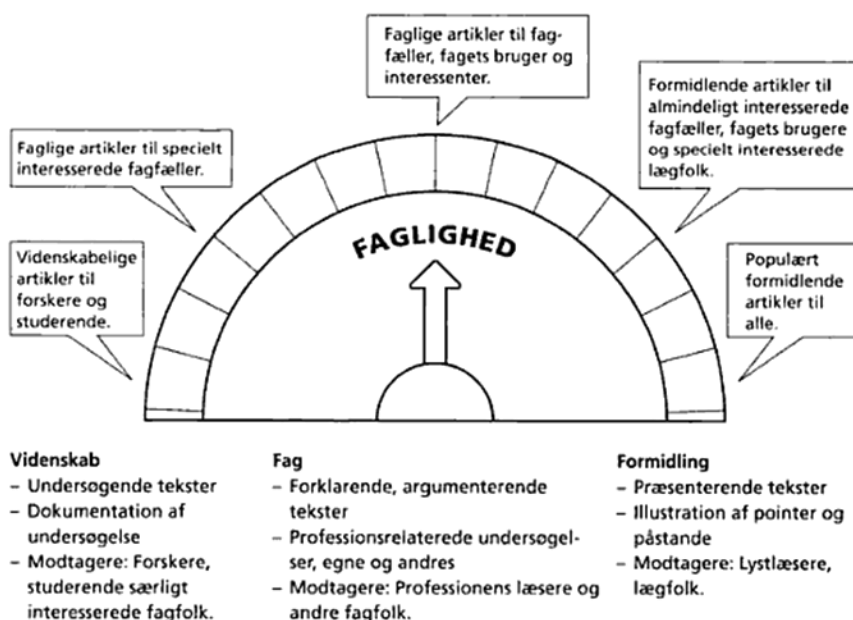 Faglige artikler til fag-
fæller, fagets bruger og
interessenter.
Formidlende artikler til
almindeligt interesserede
fagfæller, fagets brugere
og specielt interesserede
lægfolk.
Faglige artikler til specielt
interesserede fagfæller.
Videnskabelige
artikler til
forskere og
studerende.
Populært
formidlende
artikler til
alle.
FAGLIGHED
Videnskab
– Undersøgende tekster
– Dokumentation af
undersøgelse
– Modtagere: Forskere,
studerende særligt
interesserede fagfolk.
Fag
– Forklarende, argumenterende
tekster
– Professionsrelaterede undersøgel-
ser, egne og andres
– Modtagere: Professionens læsere og
andre fagfolk.
Formidling
– Præsenterende tekster
– Illustration af pointer og
påstande
– Modtagere: Lystlæsere,
lægfolk.